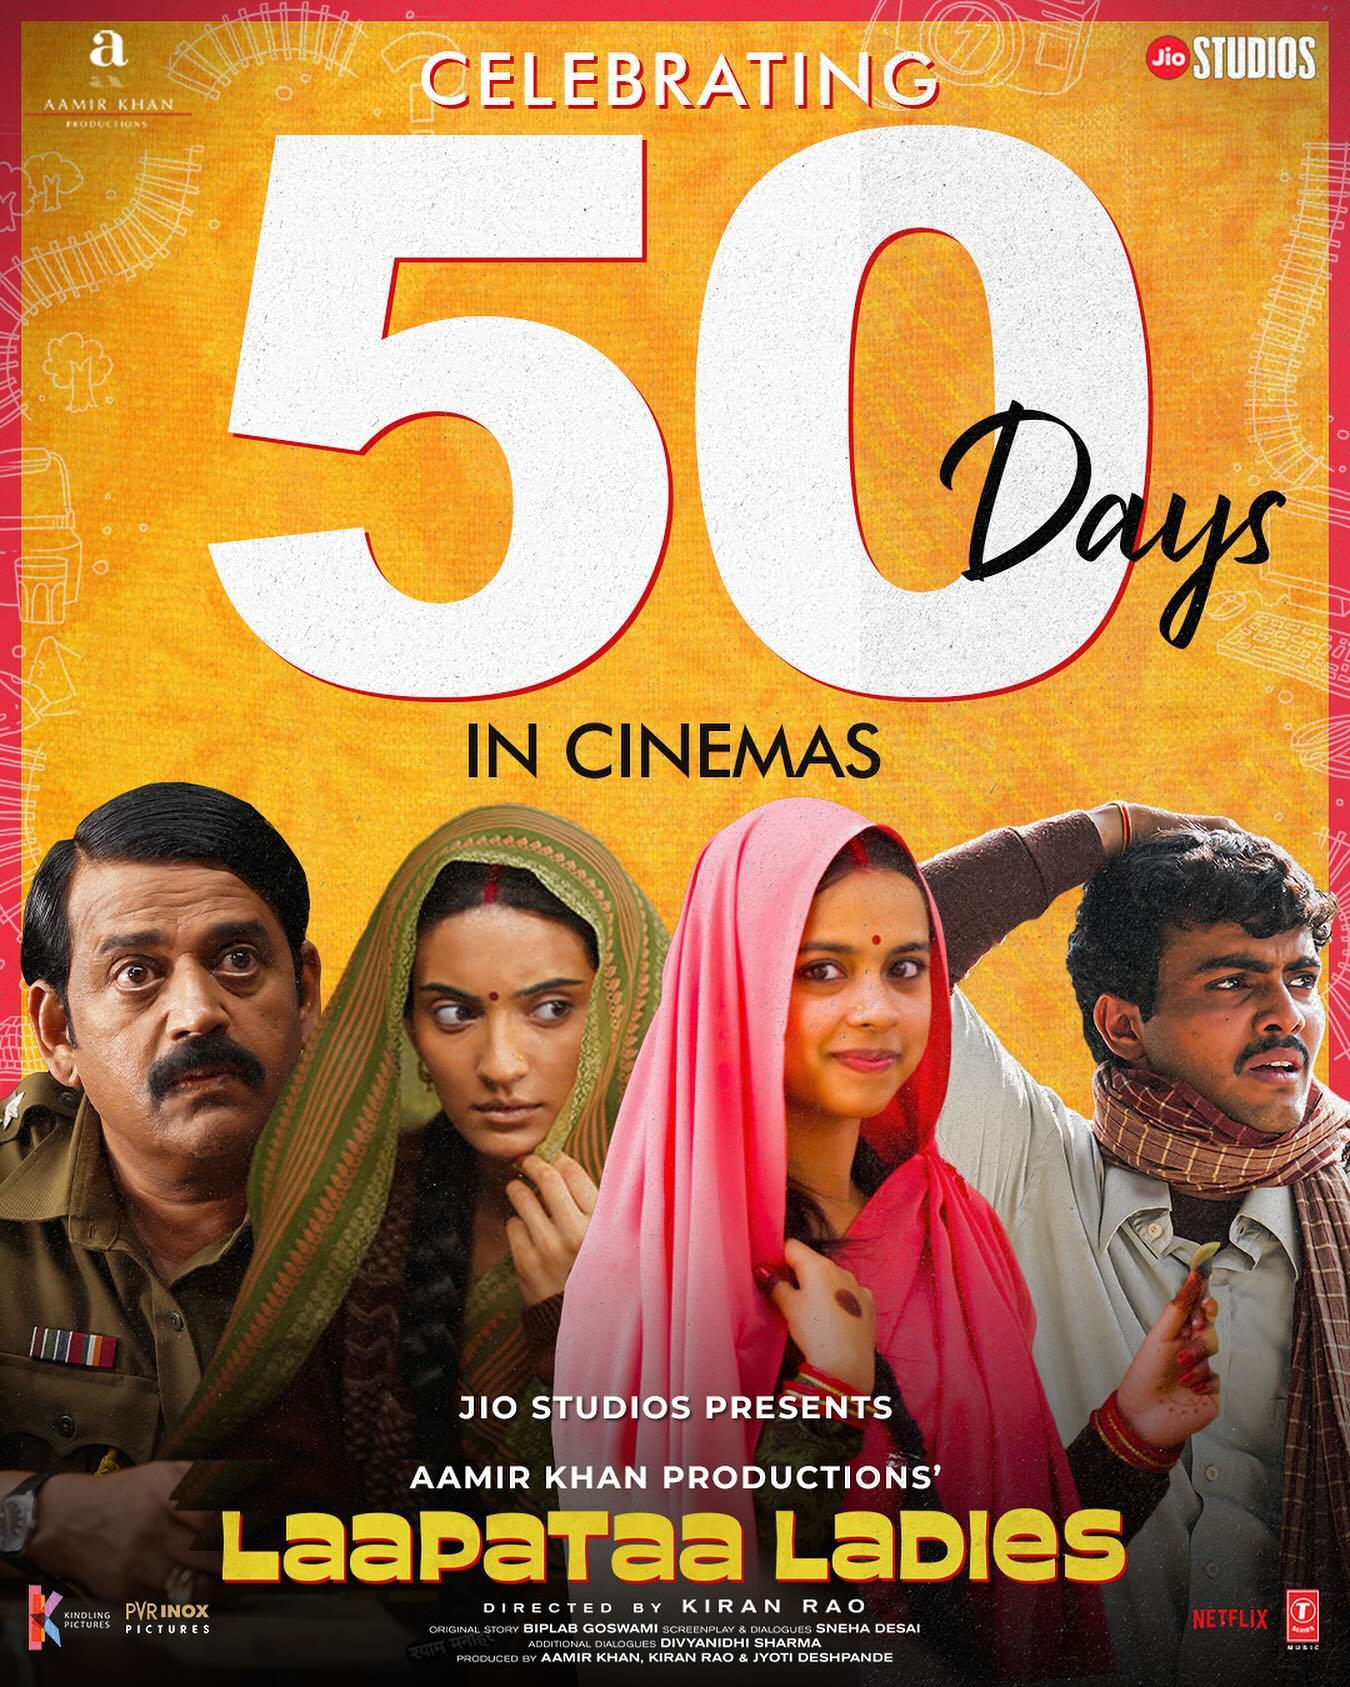 a
AAMIR KHAN
PRODUCTIONS
Jio STUDIOS
CELEBRATING
50
Days
IN CINEMAS
JIO STUDIOS PRESENTS
AAMIR KHAN PRODUCTIONS'
LaaPaTaa LaDIeS
DIRECTED BY KIRAN RAO
ORIGINAL STORY BIPLAB GOSWAMI SCREENPLAY & DIALOGUES SNEHA DESAI
ADDITIONAL DIALOGUES DIVYANIDHI SHARMA
PRODUCED BY AAMIR KHAN, KIRAN RAO & JYOTI DESHPANDE
K KINDLING
PICTURES
PVR INOX
PICTURES
श्याम मनोहर
NETFLIX
T
SERIES
MUSIC